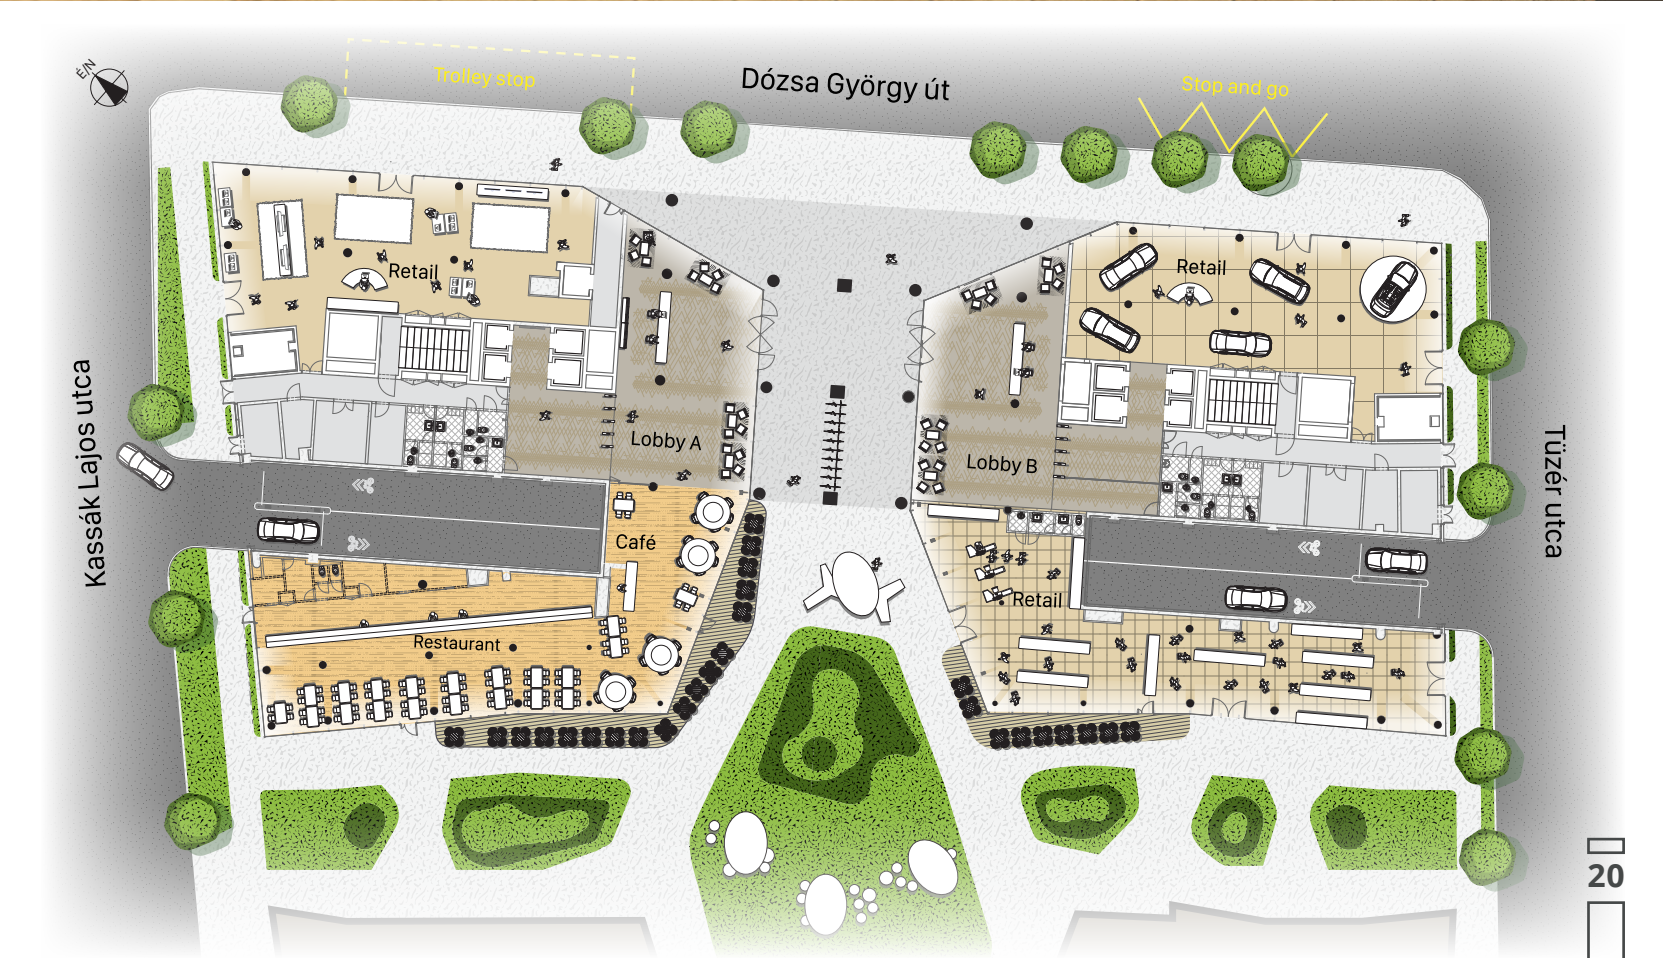 É/N
Trolley stop
Dózsa György út
Stop and go
Retail
Retail
Kassák Lajos utca
Lobby A
Lobby B
Tüzér utca
Café
Retail
Restaurant
20